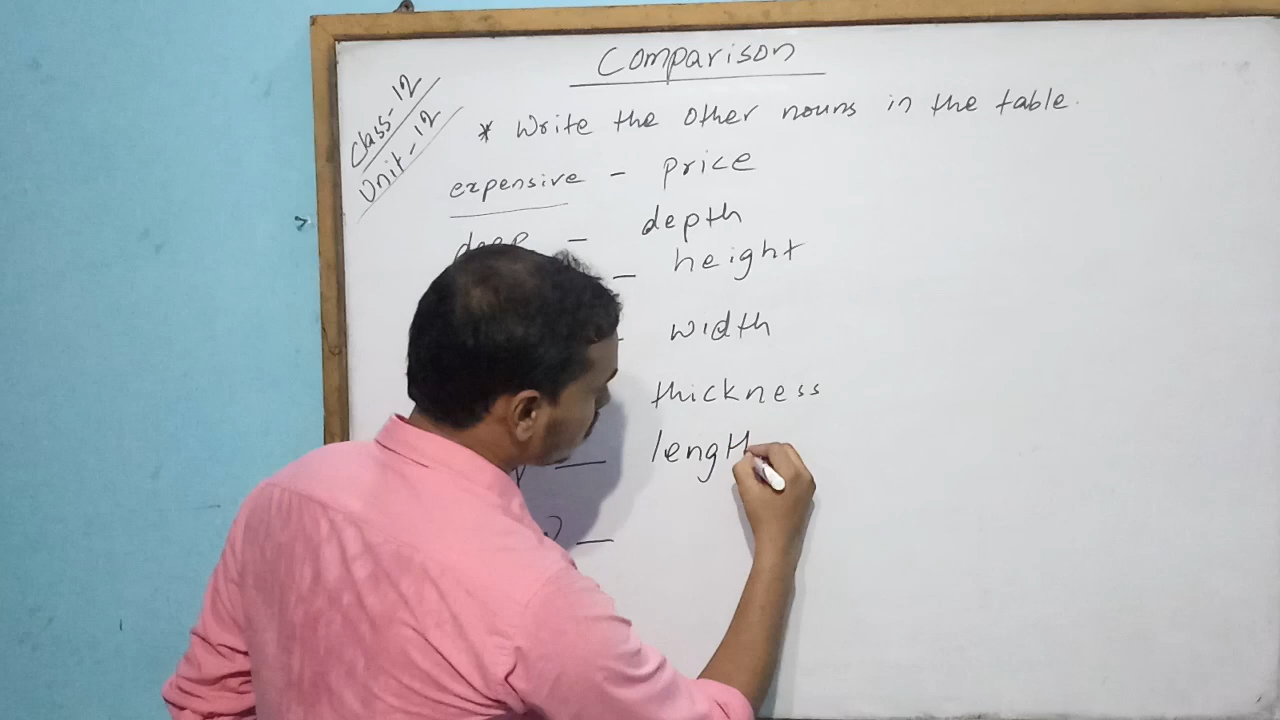 Comparison
Class-12
Unit-12
* Write the other nouns in the table.
expensive - price
deep - depth
- height
- width
thickness
- length
-